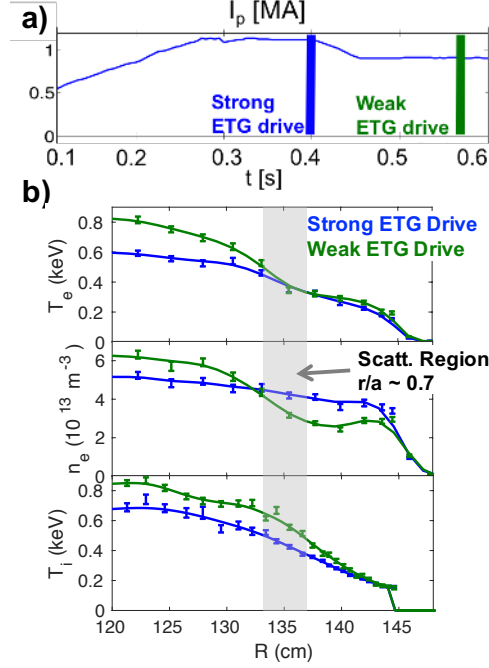 a)
I_p [MA]
1
0.5
0
Strong
ETG drive
Weak
ETG drive
0.1 0.2 0.3 0.4 0.5 0.6
t [s]
b)
0.8
0.6
0.4
0.2
0
T_e (keV)
Strong ETG Drive
Weak ETG Drive
6
4
2
0
n_e (10^13 m^-3)
Scatt. Region
r/a ~ 0.7
0.8
0.6
0.4
0.2
0
T_i (keV)
120 125 130 135 140 145
R (cm)